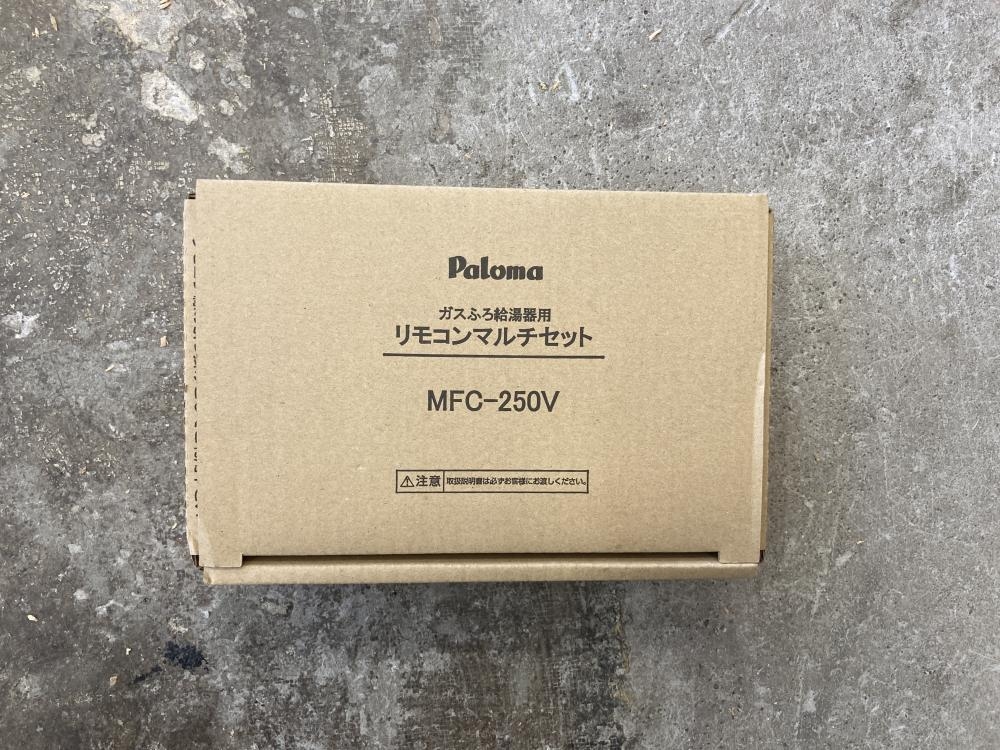 Paloma
ガスふろ給湯器用
リモコンマルチセット
MFC-250V
⚠注意 取扱説明書は必ずお客様にお渡しください。